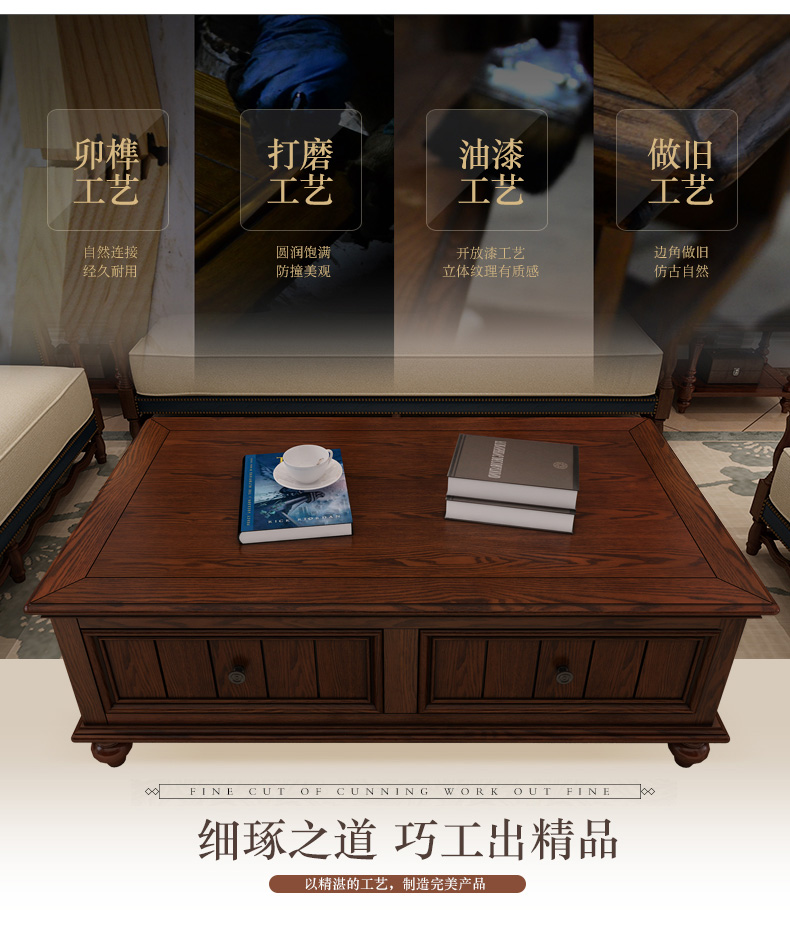 卯榫
工艺
自然连接
经久耐用
打磨
工艺
圆润饱满
防撞美观
油漆
工艺
开放漆工艺
立体纹理有质感
做旧
工艺
边角做旧
仿古自然
RICK RIORDAN
FINE CUT OF CUNNING WORK OUT FINE
细琢之道 巧工出精品
以精湛的工艺，制造完美产品